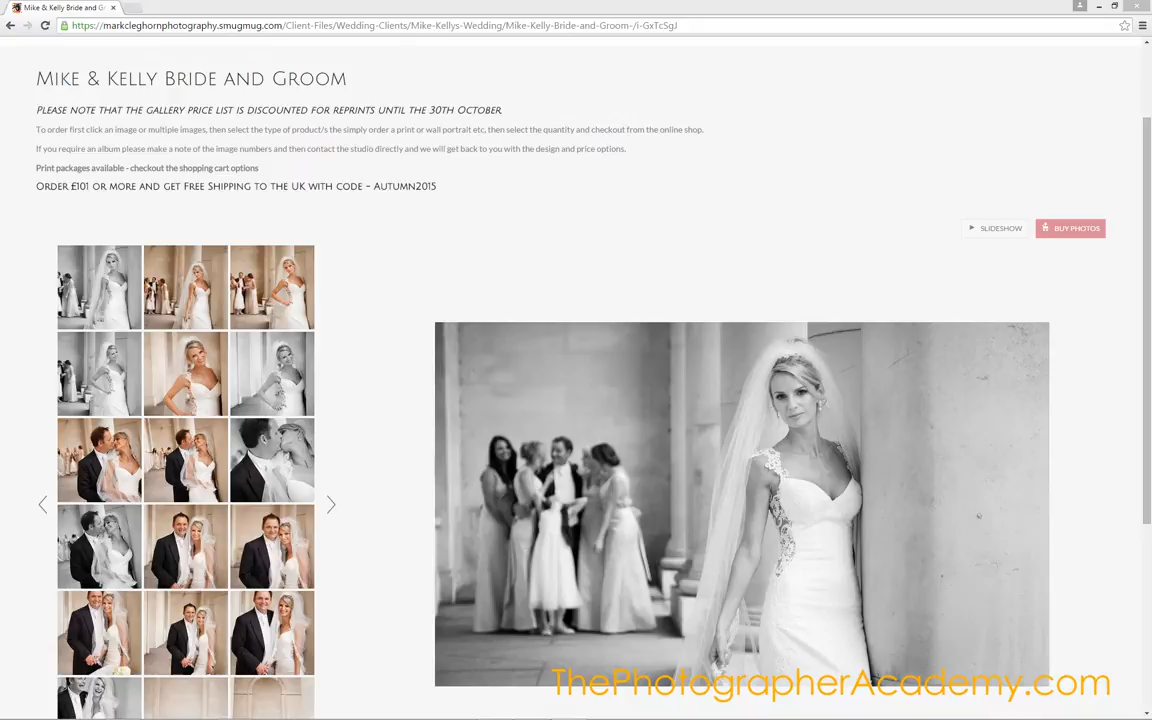 Mike & Kelly Bride and Gr
https://markcleghornphotography.smugmug.com/Client-Files/Wedding-Clients/Mike-Kellys-Wedding/Mike-Kelly-Bride-and-Groom-/i-GxTcSgJ
Mike & Kelly Bride and Groom
Please note that the gallery price list is discounted for reprints until the 30th October.
To order first click an image or multiple images, then select the type of product/s the simply order a print or wall portrait etc, then select the quantity and checkout from the online shop.
If you require an album please make a note of the image numbers and then contact the studio directly and we will get back to you with the design and price options.
Print packages available - checkout the shopping cart options
Order £101 or more and get Free Shipping to the UK with code - Autumn2015
SLIDESHOW
BUY PHOTOS
ThePhotographerAcademy.com